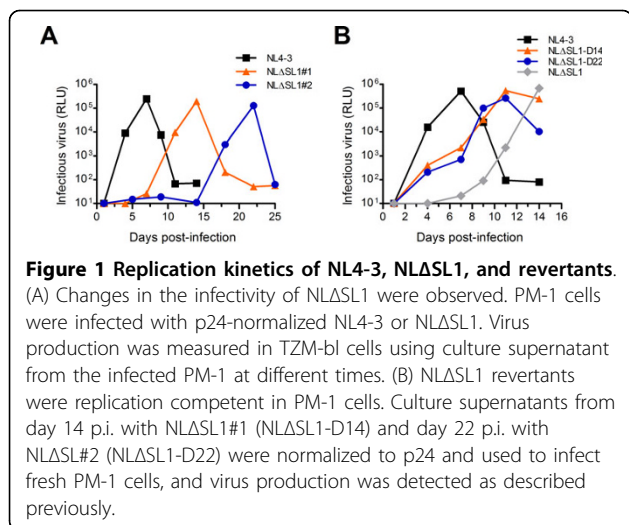 A
NL4-3
NLΔSL1#1
NLΔSL1#2
Infectious virus (RLU)
10⁶
10⁵
10⁴
10³
10²
10¹
0 5 10 15 20 25
Days post-infection
B
NL4-3
NLΔSL1-D14
NLΔSL1-D22
NLΔSL1
Infectious virus (RLU)
10⁶
10⁵
10⁴
10³
10²
10¹
0 2 4 6 8 10 12 14 16
Days post-infection
Figure 1 Replication kinetics of NL4-3, NLΔSL1, and revertants.
(A) Changes in the infectivity of NLΔSL1 were observed. PM-1 cells
were infected with p24-normalized NL4-3 or NLΔSL1. Virus
production was measured in TZM-bl cells using culture supernatant
from the infected PM-1 at different times. (B) NLΔSL1 revertants
were replication competent in PM-1 cells. Culture supernatants from
day 14 p.i. with NLΔSL1#1 (NLΔSL1-D14) and day 22 p.i. with
NLΔSL#2 (NLΔSL1-D22) were normalized to p24 and used to infect
fresh PM-1 cells, and virus production was detected as described
previously.